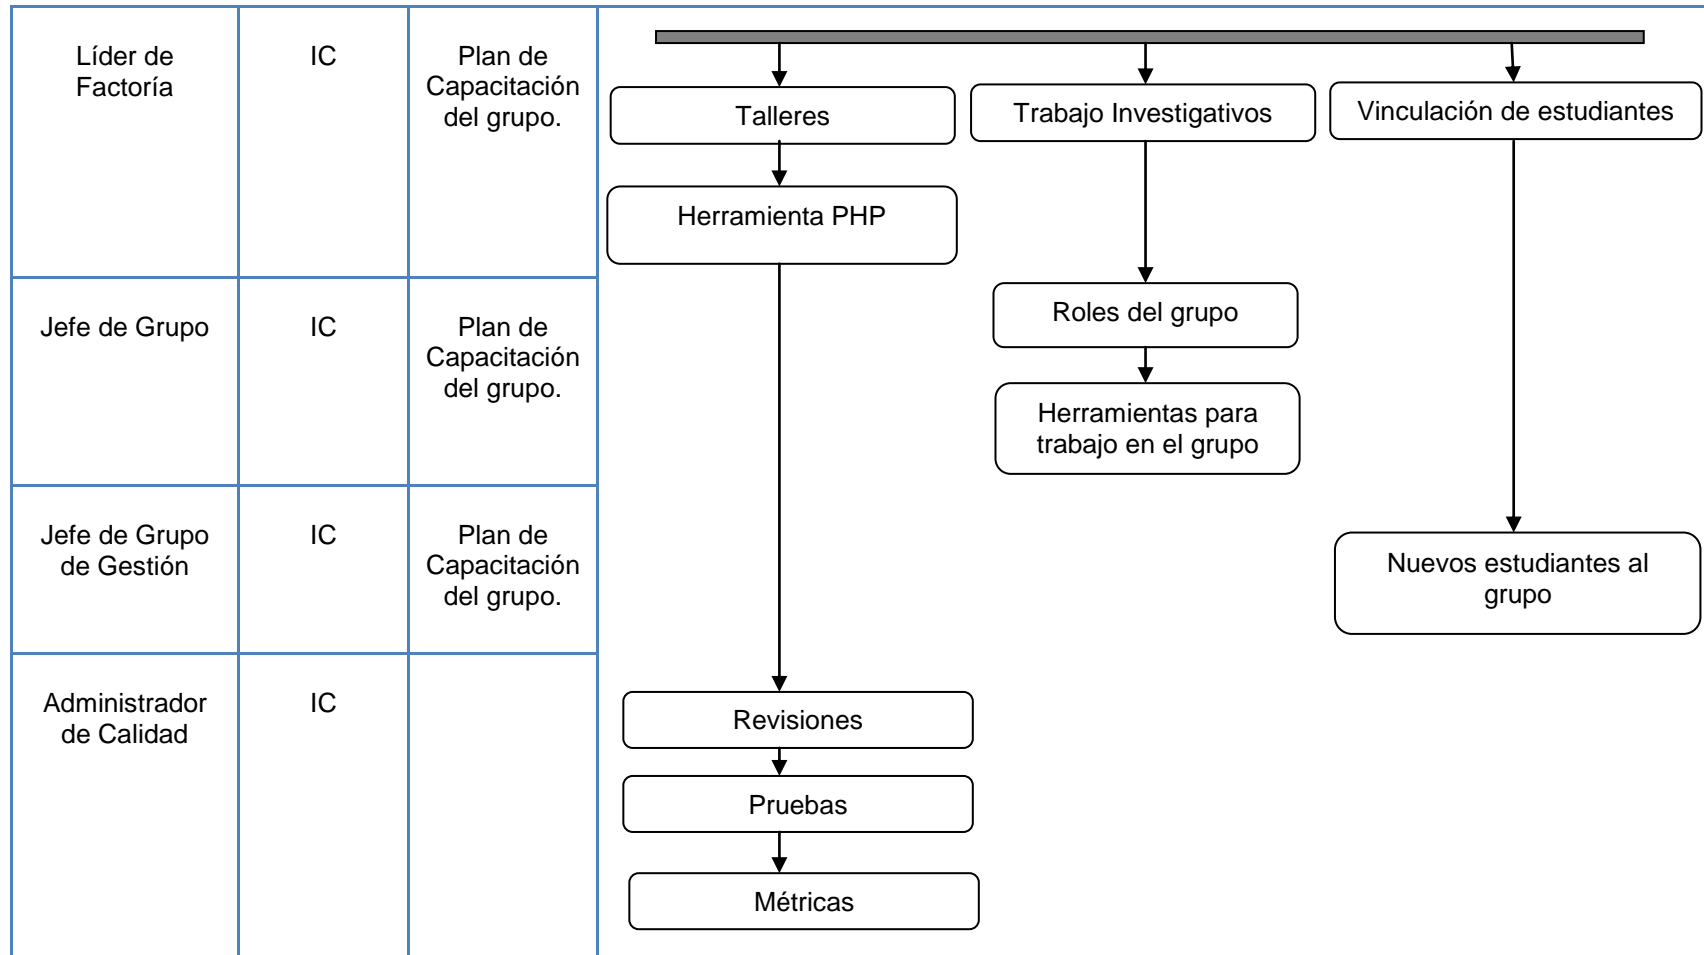 Líder de
Factoría
IC
Plan de
Capacitación
del grupo.
Talleres
Trabajo Investigativos
Vinculación de estudiantes
Herramienta PHP
Jefe de Grupo
IC
Plan de
Capacitación
del grupo.
Roles del grupo
Herramientas para
trabajo en el grupo
Jefe de Grupo
de Gestión
IC
Plan de
Capacitación
del grupo.
Nuevos estudiantes al
grupo
Administrador
de Calidad
IC
Revisiones
Pruebas
Métricas